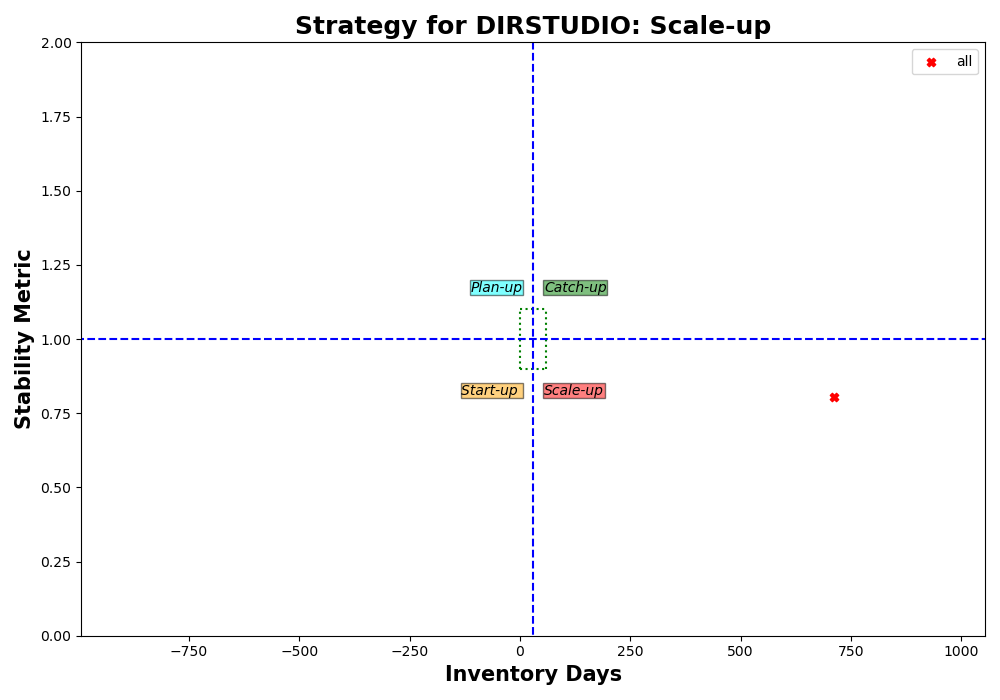 Strategy for DIRSTUDIO: Scale-up
2.00
all
1.75
1.50
1.25
Plan-up
Catch-up
1.00
Start-up
Scale-up
0.75
0.50
0.25
0.00
Stability Metric
−750
−500
−250
0
250
500
750
1000
Inventory Days